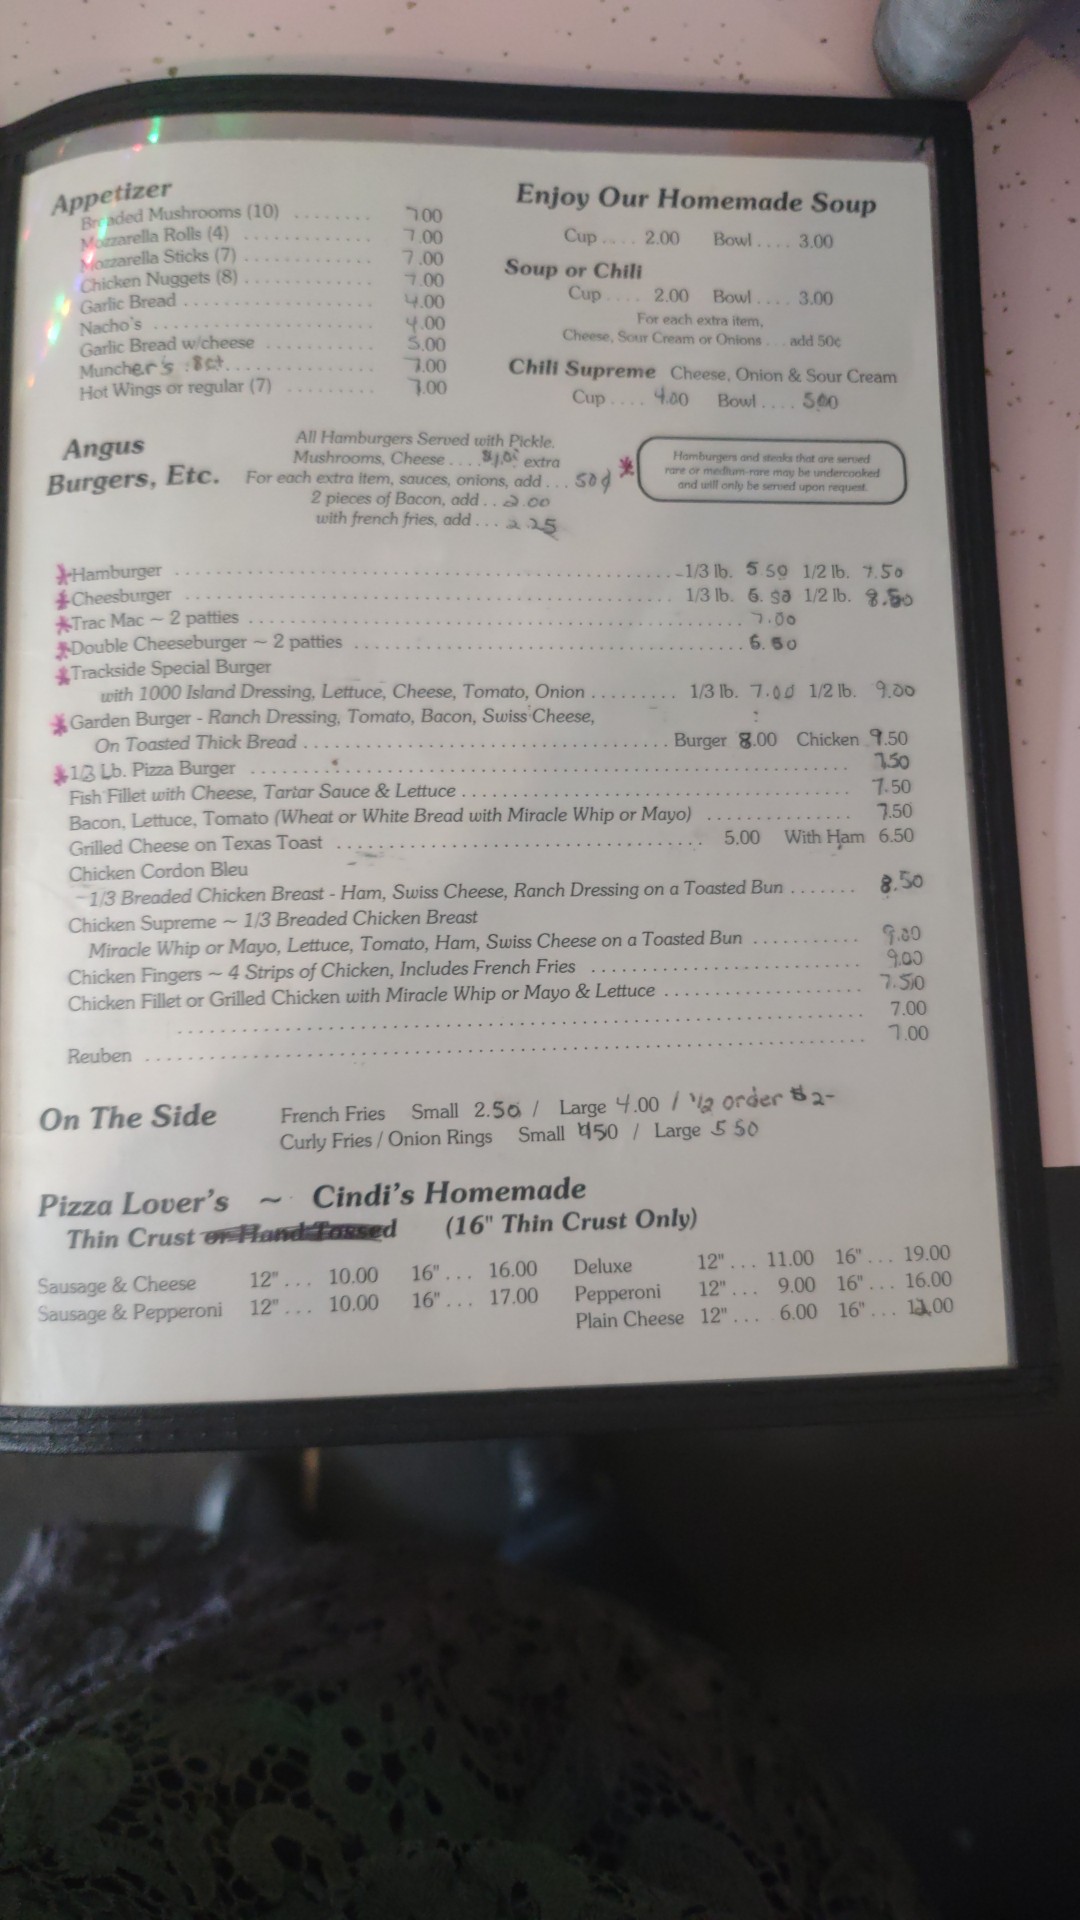 Appetizer
Breaded Mushrooms (10) ........ 7.00
Mozzarella Rolls (4) ............. 7.00
Mozzarella Sticks (7) ............. 7.00
Chicken Nuggets (8) ............. 7.00
Garlic Bread ................... 4.00
Nacho's ...................... 4.00
Garlic Bread w/cheese ........... 5.00
Muncher's :8ct. ............... 7.00
Hot Wings or regular (7) ......... 7.00
Enjoy Our Homemade Soup
Cup .... 2.00 Bowl .... 3.00
Soup or Chili
Cup .... 2.00 Bowl .... 3.00
For each extra item,
Cheese, Sour Cream or Onions ... add 50¢
Chili Supreme Cheese, Onion & Sour Cream
Cup .... 4.00 Bowl .... 5.00
Angus
Burgers, Etc.
All Hamburgers Served with Pickle.
Mushrooms, Cheese .... extra
For each extra item, sauces, onions, add ... 50¢
2 pieces of Bacon, add .. 2.00
with french fries, add ... 2.25
* Hamburgers and steaks that are served
rare or medium-rare may be undercooked
and will only be served upon request.
*Hamburger ........ 1/3 lb. 5.50 1/2 lb. 7.50
*Cheesburger ........ 1/3 lb. 1/2 lb. 8.50
*Trac Mac ~ 2 patties ........ 7.00
*Double Cheeseburger ~ 2 patties ........ 6.50
*Trackside Special Burger
with 1000 Island Dressing, Lettuce, Cheese, Tomato, Onion ......... 1/3 lb. 7.00 1/2 lb. 9.00
*Garden Burger - Ranch Dressing, Tomato, Bacon, Swiss Cheese,
On Toasted Thick Bread ........ Burger 8.00 Chicken 9.50
*1/3 Lb. Pizza Burger ........ 7.50
Fish Fillet with Cheese, Tartar Sauce & Lettuce ........ 7.50
Bacon, Lettuce, Tomato (Wheat or White Bread with Miracle Whip or Mayo) ........ 7.50
Grilled Cheese on Texas Toast ........ 5.00 With Ham 6.50
Chicken Cordon Bleu
1/3 Breaded Chicken Breast - Ham, Swiss Cheese, Ranch Dressing on a Toasted Bun ....... 8.50
Chicken Supreme ~ 1/3 Breaded Chicken Breast
Miracle Whip or Mayo, Lettuce, Tomato, Ham, Swiss Cheese on a Toasted Bun ........... 9.00
Chicken Fingers ~ 4 Strips of Chicken, Includes French Fries ........ 9.00
Chicken Fillet or Grilled Chicken with Miracle Whip or Mayo & Lettuce ........ 7.50
........ 7.00
Reuben ........ 7.00
On The Side
French Fries Small 2.50 / Large 4.00 / 1/2 order $2-
Curly Fries / Onion Rings Small 4.50 / Large 5.50
Pizza Lover's ~ Cindi's Homemade
Thin Crust or Hand Tossed (16" Thin Crust Only)
Sausage & Cheese 12" ... 10.00 16" ... 16.00
Sausage & Pepperoni 12" ... 10.00 16" ... 17.00
Deluxe 12" ... 11.00 16" ... 19.00
Pepperoni 12" ... 9.00 16" ... 16.00
Plain Cheese 12" ... 6.00 16" ...